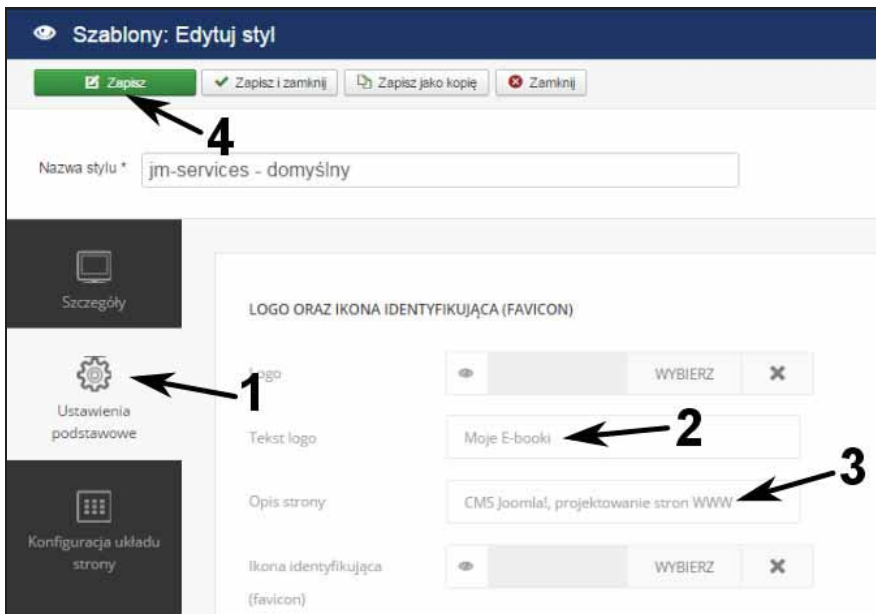 Szablony: Edytuj styl
Zapisz
Zapisz i zamknij
Zapisz jako kopię
Zamknij
4
Nazwa stylu *
jm-services - domyślny
Szczegóły
LOGO ORAZ IKONA IDENTYFIKUJĄCA (FAVICON)
Logo
WYBIERZ
1
Ustawienia
podstawowe
Tekst logo
Moje E-booki
2
Opis strony
CMS Joomla!, projektowanie stron WWW
3
Konfiguracja układu
strony
Ikona identyfikująca
(favicon)
WYBIERZ